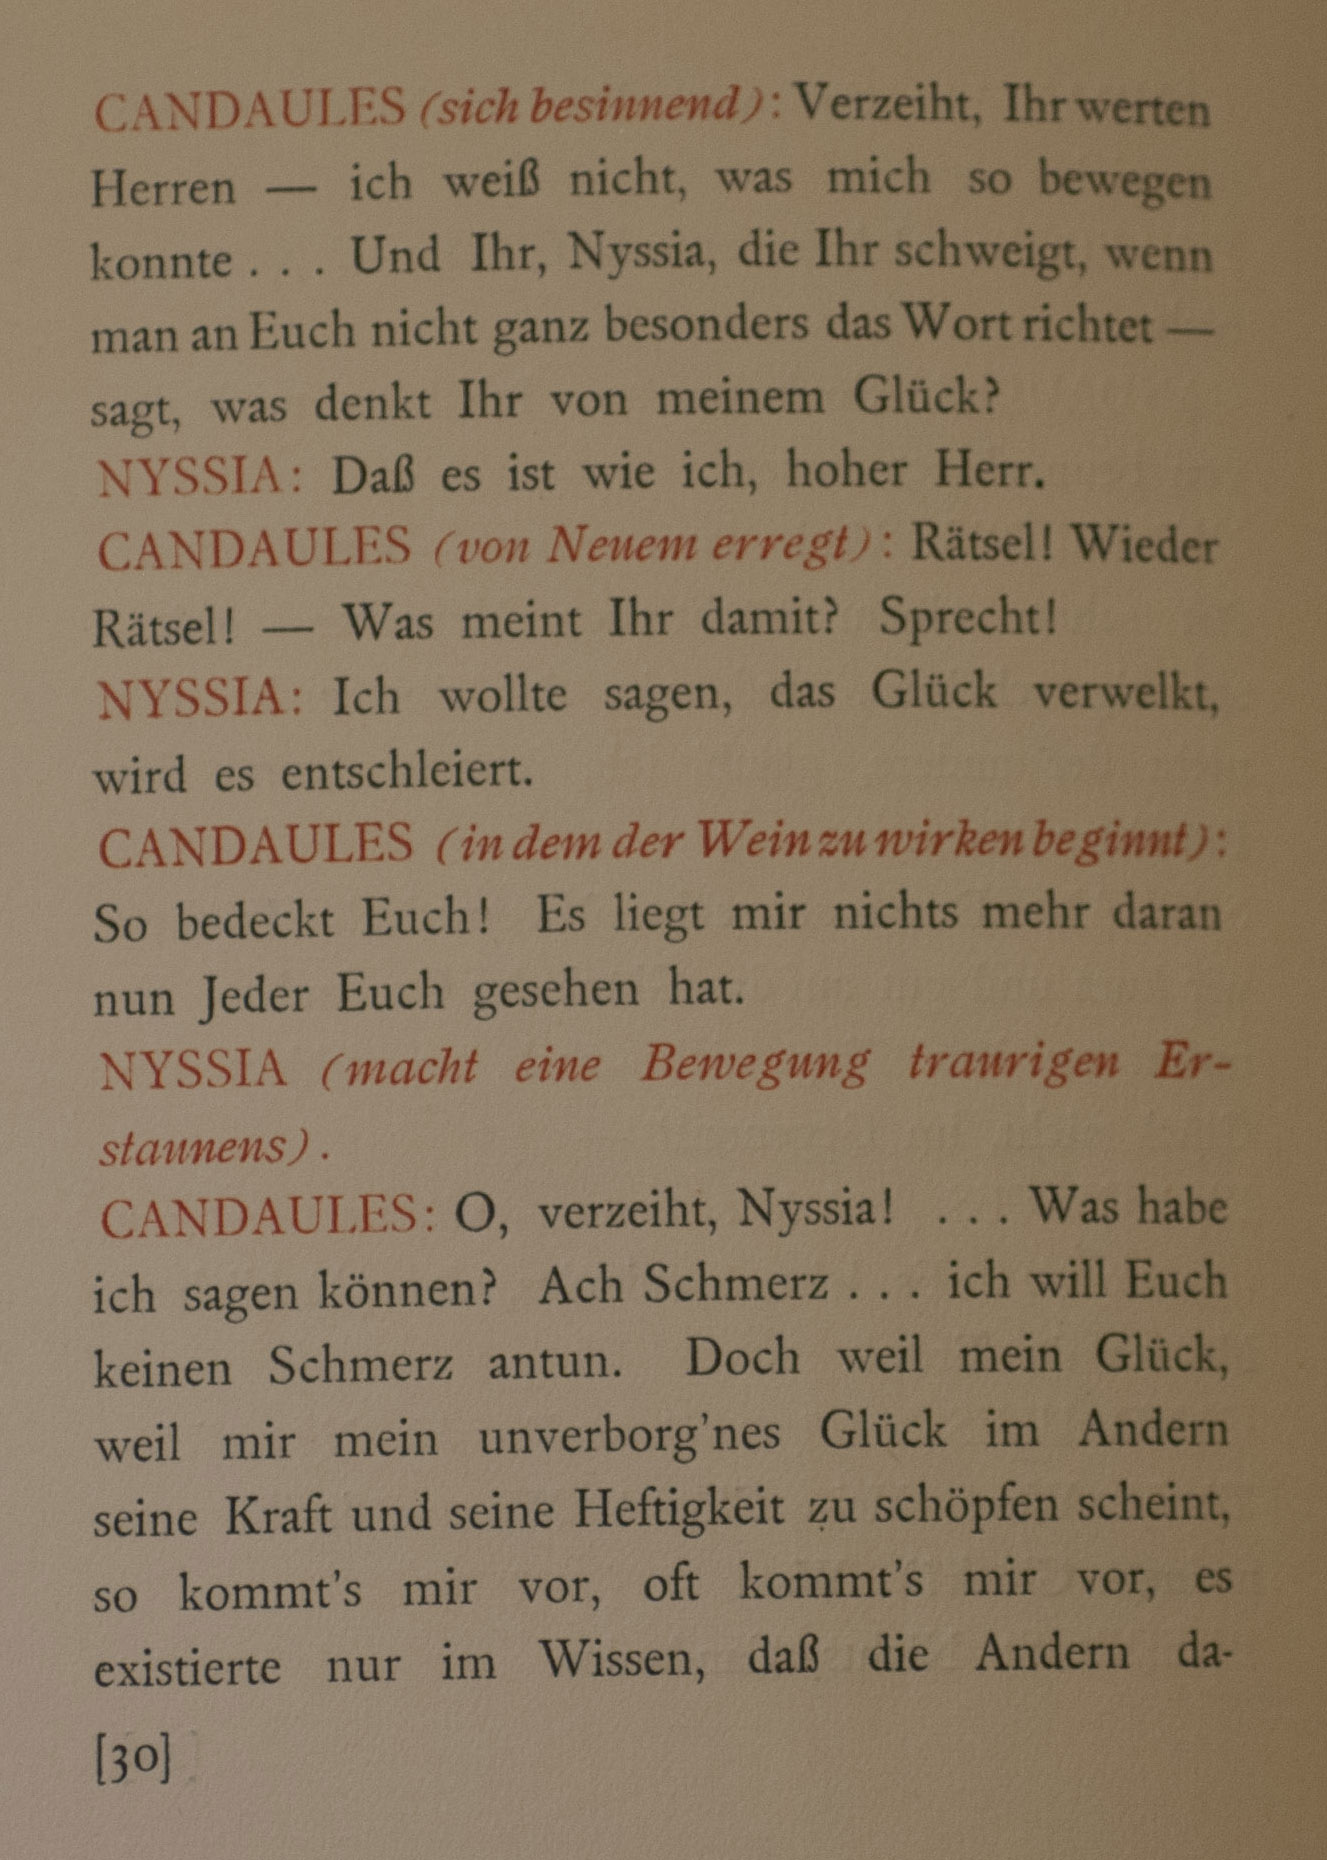 CANDAULES (sich besinnend): Verzeiht, Ihr werten
Herren — ich weiß nicht, was mich so bewegen
konnte . . . Und Ihr, Nyssia, die Ihr schweigt, wenn
man an Euch nicht ganz besonders das Wort richtet —
sagt, was denkt Ihr von meinem Glück?
NYSSIA: Daß es ist wie ich, hoher Herr.
CANDAULES (von Neuem erregt): Rätsel! Wieder
Rätsel! — Was meint Ihr damit? Sprecht!
NYSSIA: Ich wollte sagen, das Glück verwelkt,
wird es entschleiert.
CANDAULES (in dem der Wein zu wirken beginnt):
So bedeckt Euch! Es liegt mir nichts mehr daran
nun Jeder Euch gesehen hat.
NYSSIA (macht eine Bewegung traurigen Er-
staunens).
CANDAULES: O, verzeiht, Nyssia! . . . Was habe
ich sagen können? Ach Schmerz . . . ich will Euch
keinen Schmerz antun. Doch weil mein Glück,
weil mir mein unverborg'nes Glück im Andern
seine Kraft und seine Heftigkeit zu schöpfen scheint,
so kommt's mir vor, oft kommt's mir vor, es
existierte nur im Wissen, daß die Andern da-
[30]